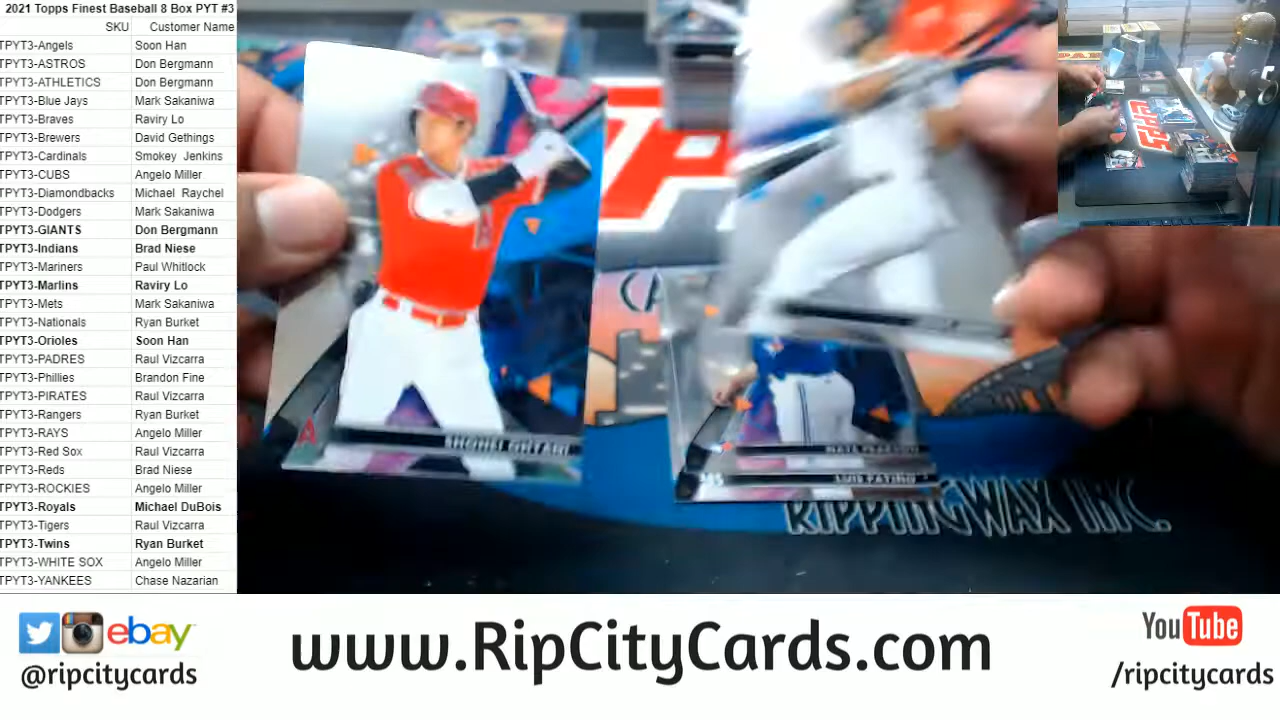 2021 Topps Finest Baseball 8 Box PYT #3
SKU Customer Name
TPYT3-Angels Soon Han
TPYT3-ASTROS Don Bergmann
TPYT3-ATHLETICS Don Bergmann
TPYT3-Blue Jays Mark Sakaniwa
TPYT3-Braves Raviry Lo
TPYT3-Brewers David Gethings
TPYT3-Cardinals Smokey Jenkins
TPYT3-CUBS Angelo Miller
TPYT3-Diamondbacks Michael Raychel
TPYT3-Dodgers Mark Sakaniwa
TPYT3-GIANTS Don Bergmann
TPYT3-Indians Brad Niese
TPYT3-Mariners Paul Whitlock
TPYT3-Marlins Raviry Lo
TPYT3-Mets Mark Sakaniwa
TPYT3-Nationals Ryan Burket
TPYT3-Orioles Soon Han
TPYT3-PADRES Raul Vizcarra
TPYT3-Phillies Brandon Fine
TPYT3-PIRATES Raul Vizcarra
TPYT3-Rangers Ryan Burket
TPYT3-RAYS Angelo Miller
TPYT3-Red Sox Raul Vizcarra
TPYT3-Reds Brad Niese
TPYT3-ROCKIES Angelo Miller
TPYT3-Royals Michael DuBois
TPYT3-Tigers Raul Vizcarra
TPYT3-Twins Ryan Burket
TPYT3-WHITE SOX Angelo Miller
TPYT3-YANKEES Chase Nazarian
SHOHEI OHTANI
NATE PEARSON
LUIS PATIÑO
RIPPINGWAX INC.
ebay
@ripcitycards
www.RipCityCards.com
YouTube
/ripcitycards